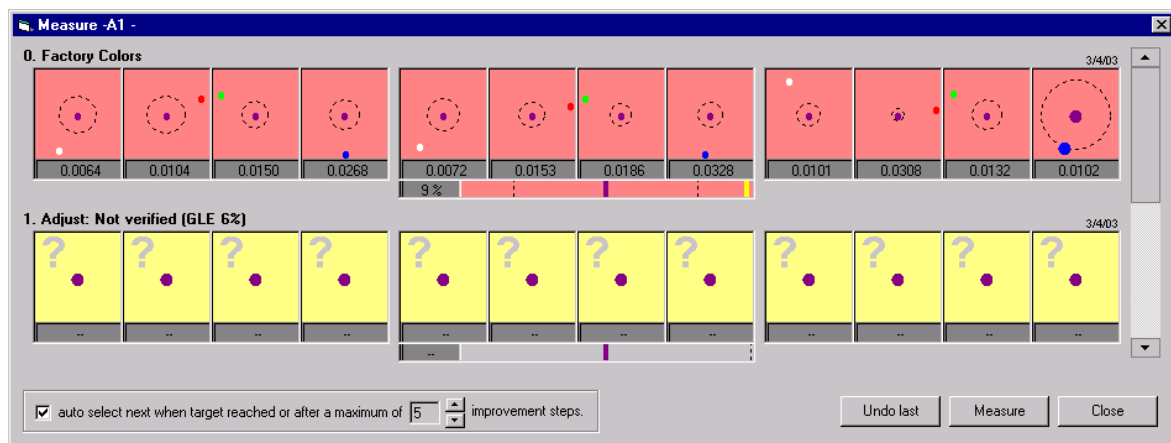 Measure -A1 -
0. Factory Colors
3/4/03
0.0064 0.0104 0.0150 0.0268 0.0072 0.0153 0.0186 0.0328 0.0101 0.0308 0.0132 0.0102
9 %
1. Adjust: Not verified (GLE 6%)
3/4/03
? ? ? ? ? ? ? ? ? ? ? ?
-- -- -- -- -- -- -- -- -- -- -- --
--
auto select next when target reached or after a maximum of 5 improvement steps.
Undo last Measure Close